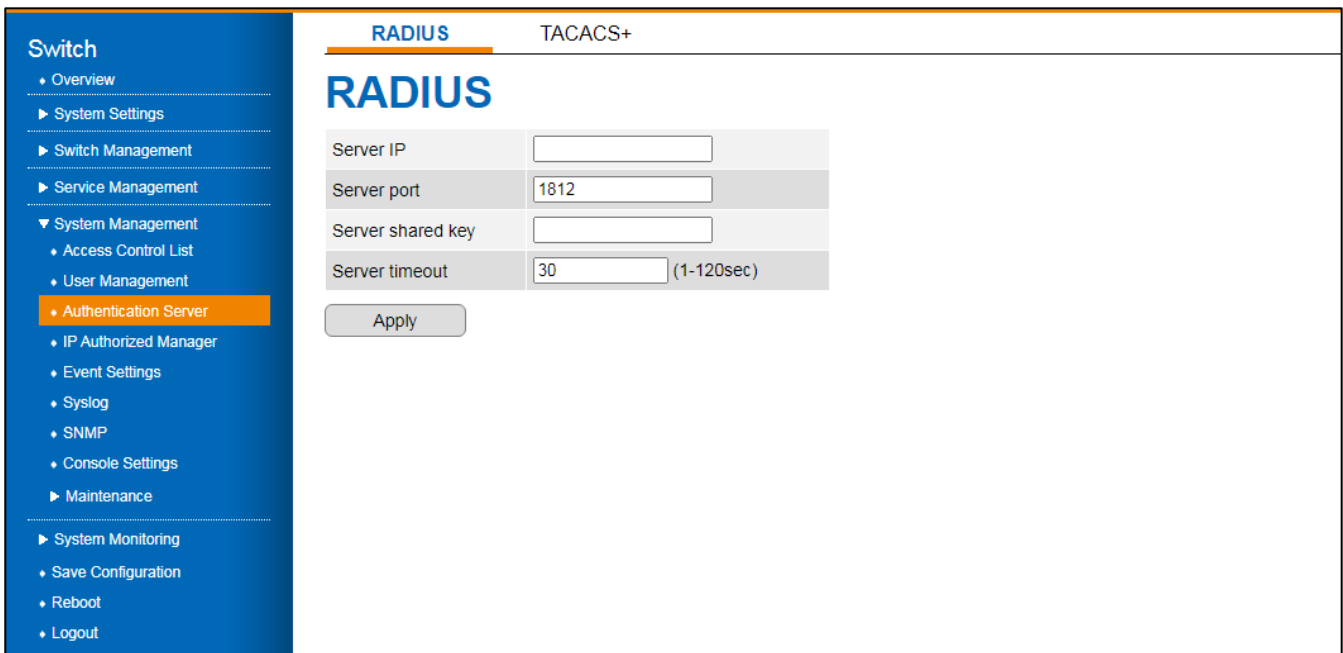 Switch
Overview
System Settings
Switch Management
Service Management
System Management
Access Control List
User Management
Authentication Server
IP Authorized Manager
Event Settings
Syslog
SNMP
Console Settings
Maintenance
System Monitoring
Save Configuration
Reboot
Logout
RADIUS TACACS+
RADIUS
Server IP
Server port 1812
Server shared key
Server timeout 30 (1-120sec)
Apply